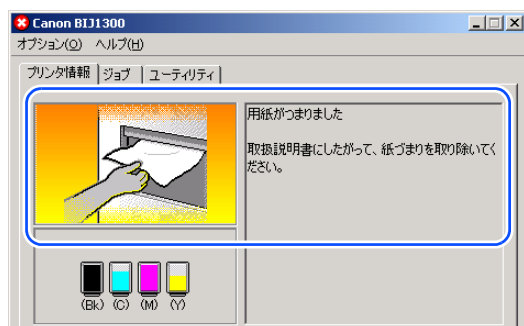 Canon BIJ1300
オプション(O) ヘルプ(H)
プリンタ情報 ジョブ ユーティリティ
用紙がつまりました
取扱説明書にしたがって、紙づまりを取り除いてく
ださい。
(Bk) (C) (M) (Y)